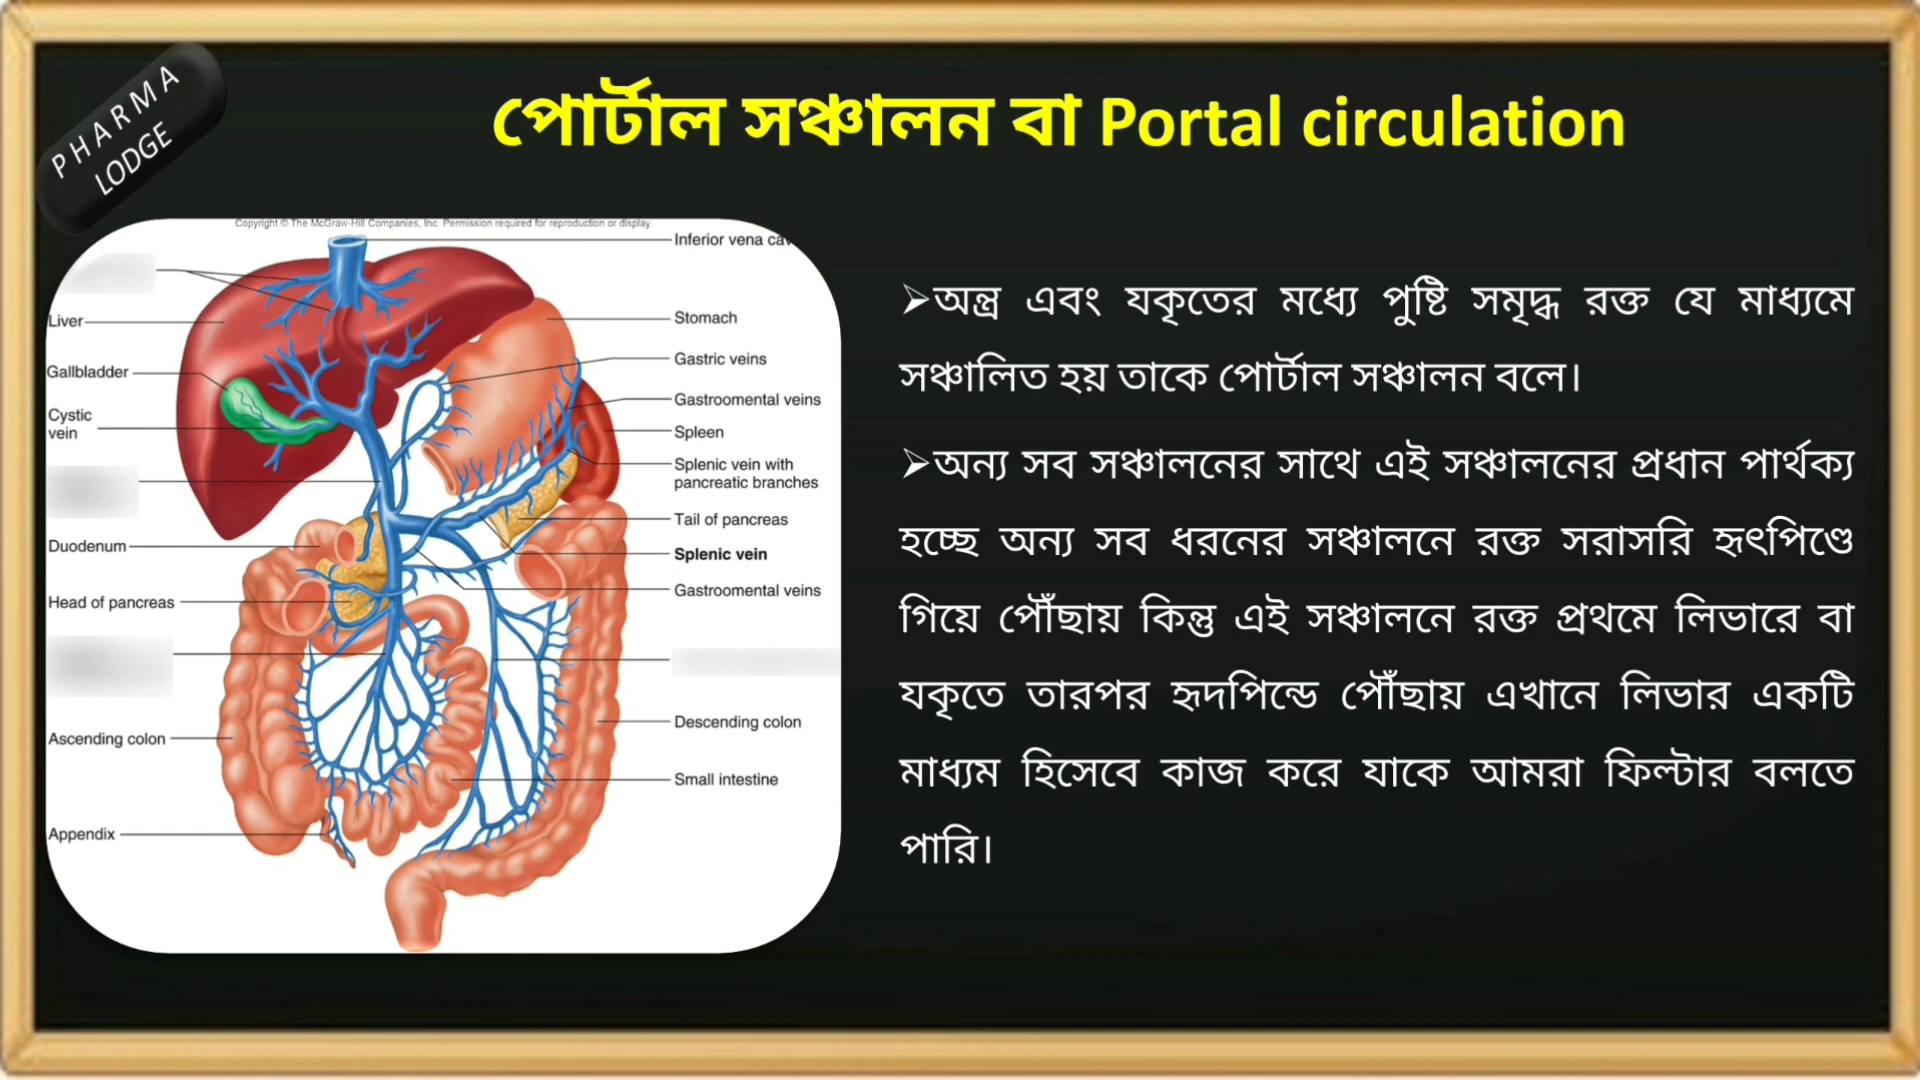 PHARMA
LODGE
পোর্টাল সঞ্চালন বা Portal circulation
Copyright © The McGraw-Hill Companies, Inc. Permission required for reproduction or display.
Inferior vena cav
Liver
Stomach
Gastric veins
Gallbladder
Gastroomental veins
Cystic
vein
Spleen
Splenic vein with
pancreatic branches
Tail of pancreas
Duodenum
Splenic vein
Gastroomental veins
Head of pancreas
Descending colon
Ascending colon
Small intestine
Appendix
➢অন্ত্র এবং যকৃতের মধ্যে পুষ্টি সমৃদ্ধ রক্ত যে মাধ্যমে
সঞ্চালিত হয় তাকে পোর্টাল সঞ্চালন বলে।
➢অন্য সব সঞ্চালনের সাথে এই সঞ্চালনের প্রধান পার্থক্য
হচ্ছে অন্য সব ধরনের সঞ্চালনে রক্ত সরাসরি হৃৎপিণ্ডে
গিয়ে পৌঁছায় কিন্তু এই সঞ্চালনে রক্ত প্রথমে লিভারে বা
যকৃতে তারপর হৃদপিন্ডে পৌঁছায় এখানে লিভার একটি
মাধ্যম হিসেবে কাজ করে যাকে আমরা ফিল্টার বলতে
পারি।